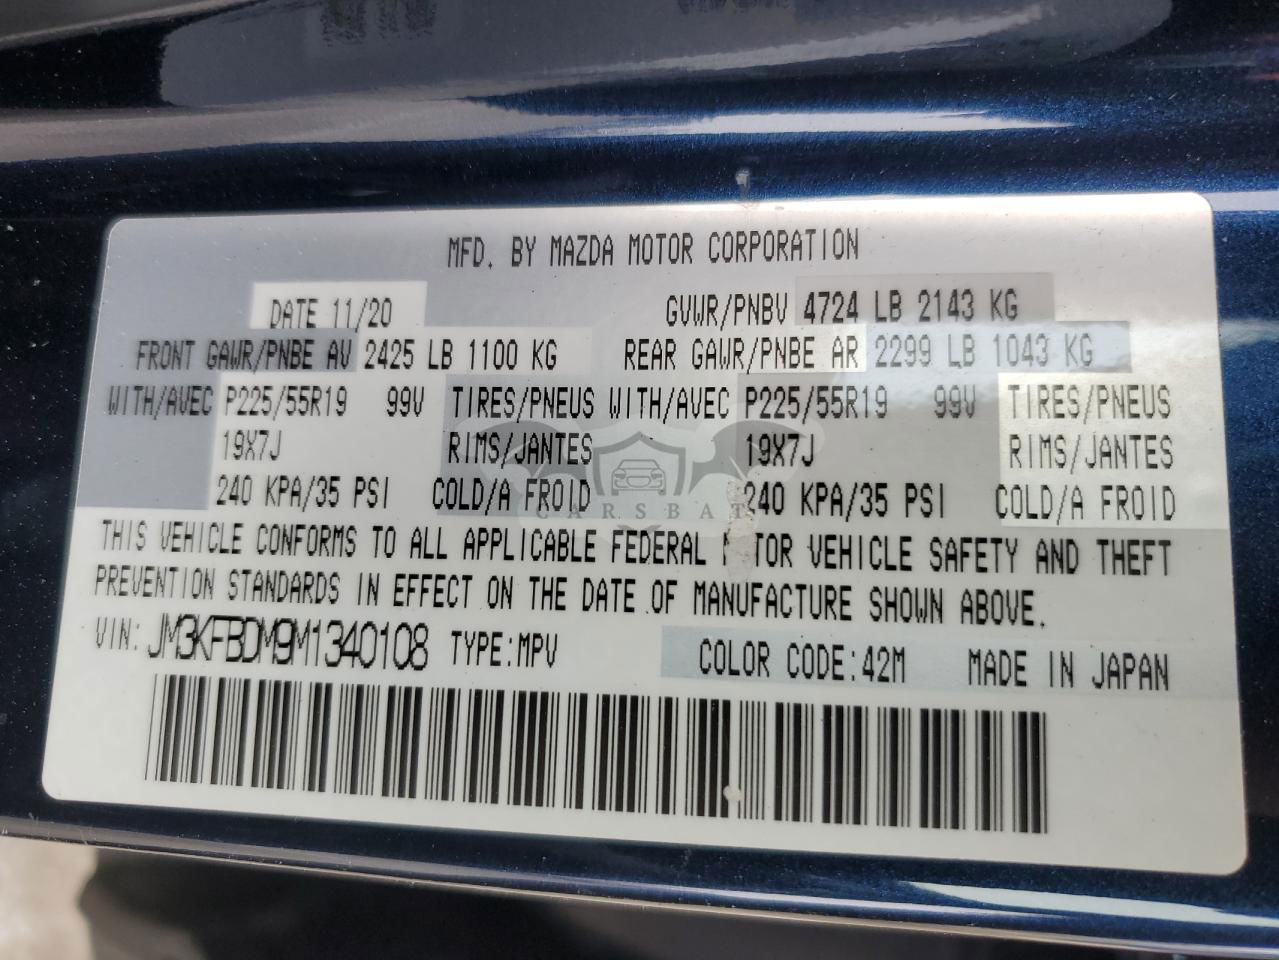 MFD. BY MAZDA MOTOR CORPORATION
DATE 11/20 GVWR/PNBV 4724 LB 2143 KG
FRONT GAWR/PNBE AV 2425 LB 1100 KG REAR GAWR/PNBE AR 2299 LB 1043 KG
WITH/AVEC P225/55R19 99V TIRES/PNEUS WITH/AVEC P225/55R19 99V TIRES/PNEUS
19X7J RIMS/JANTES 19X7J RIMS/JANTES
240 KPA/35 PSI COLD/A FROID 240 KPA/35 PSI COLD/A FROID
CARSBAT
THIS VEHICLE CONFORMS TO ALL APPLICABLE FEDERAL M TOR VEHICLE SAFETY AND THEFT
PREVENTION STANDARDS IN EFFECT ON THE DATE OF MANUFACTURE SHOWN ABOVE.
VIN: JM3KFBDM9M1340108 TYPE:MPV COLOR CODE:42M MADE IN JAPAN